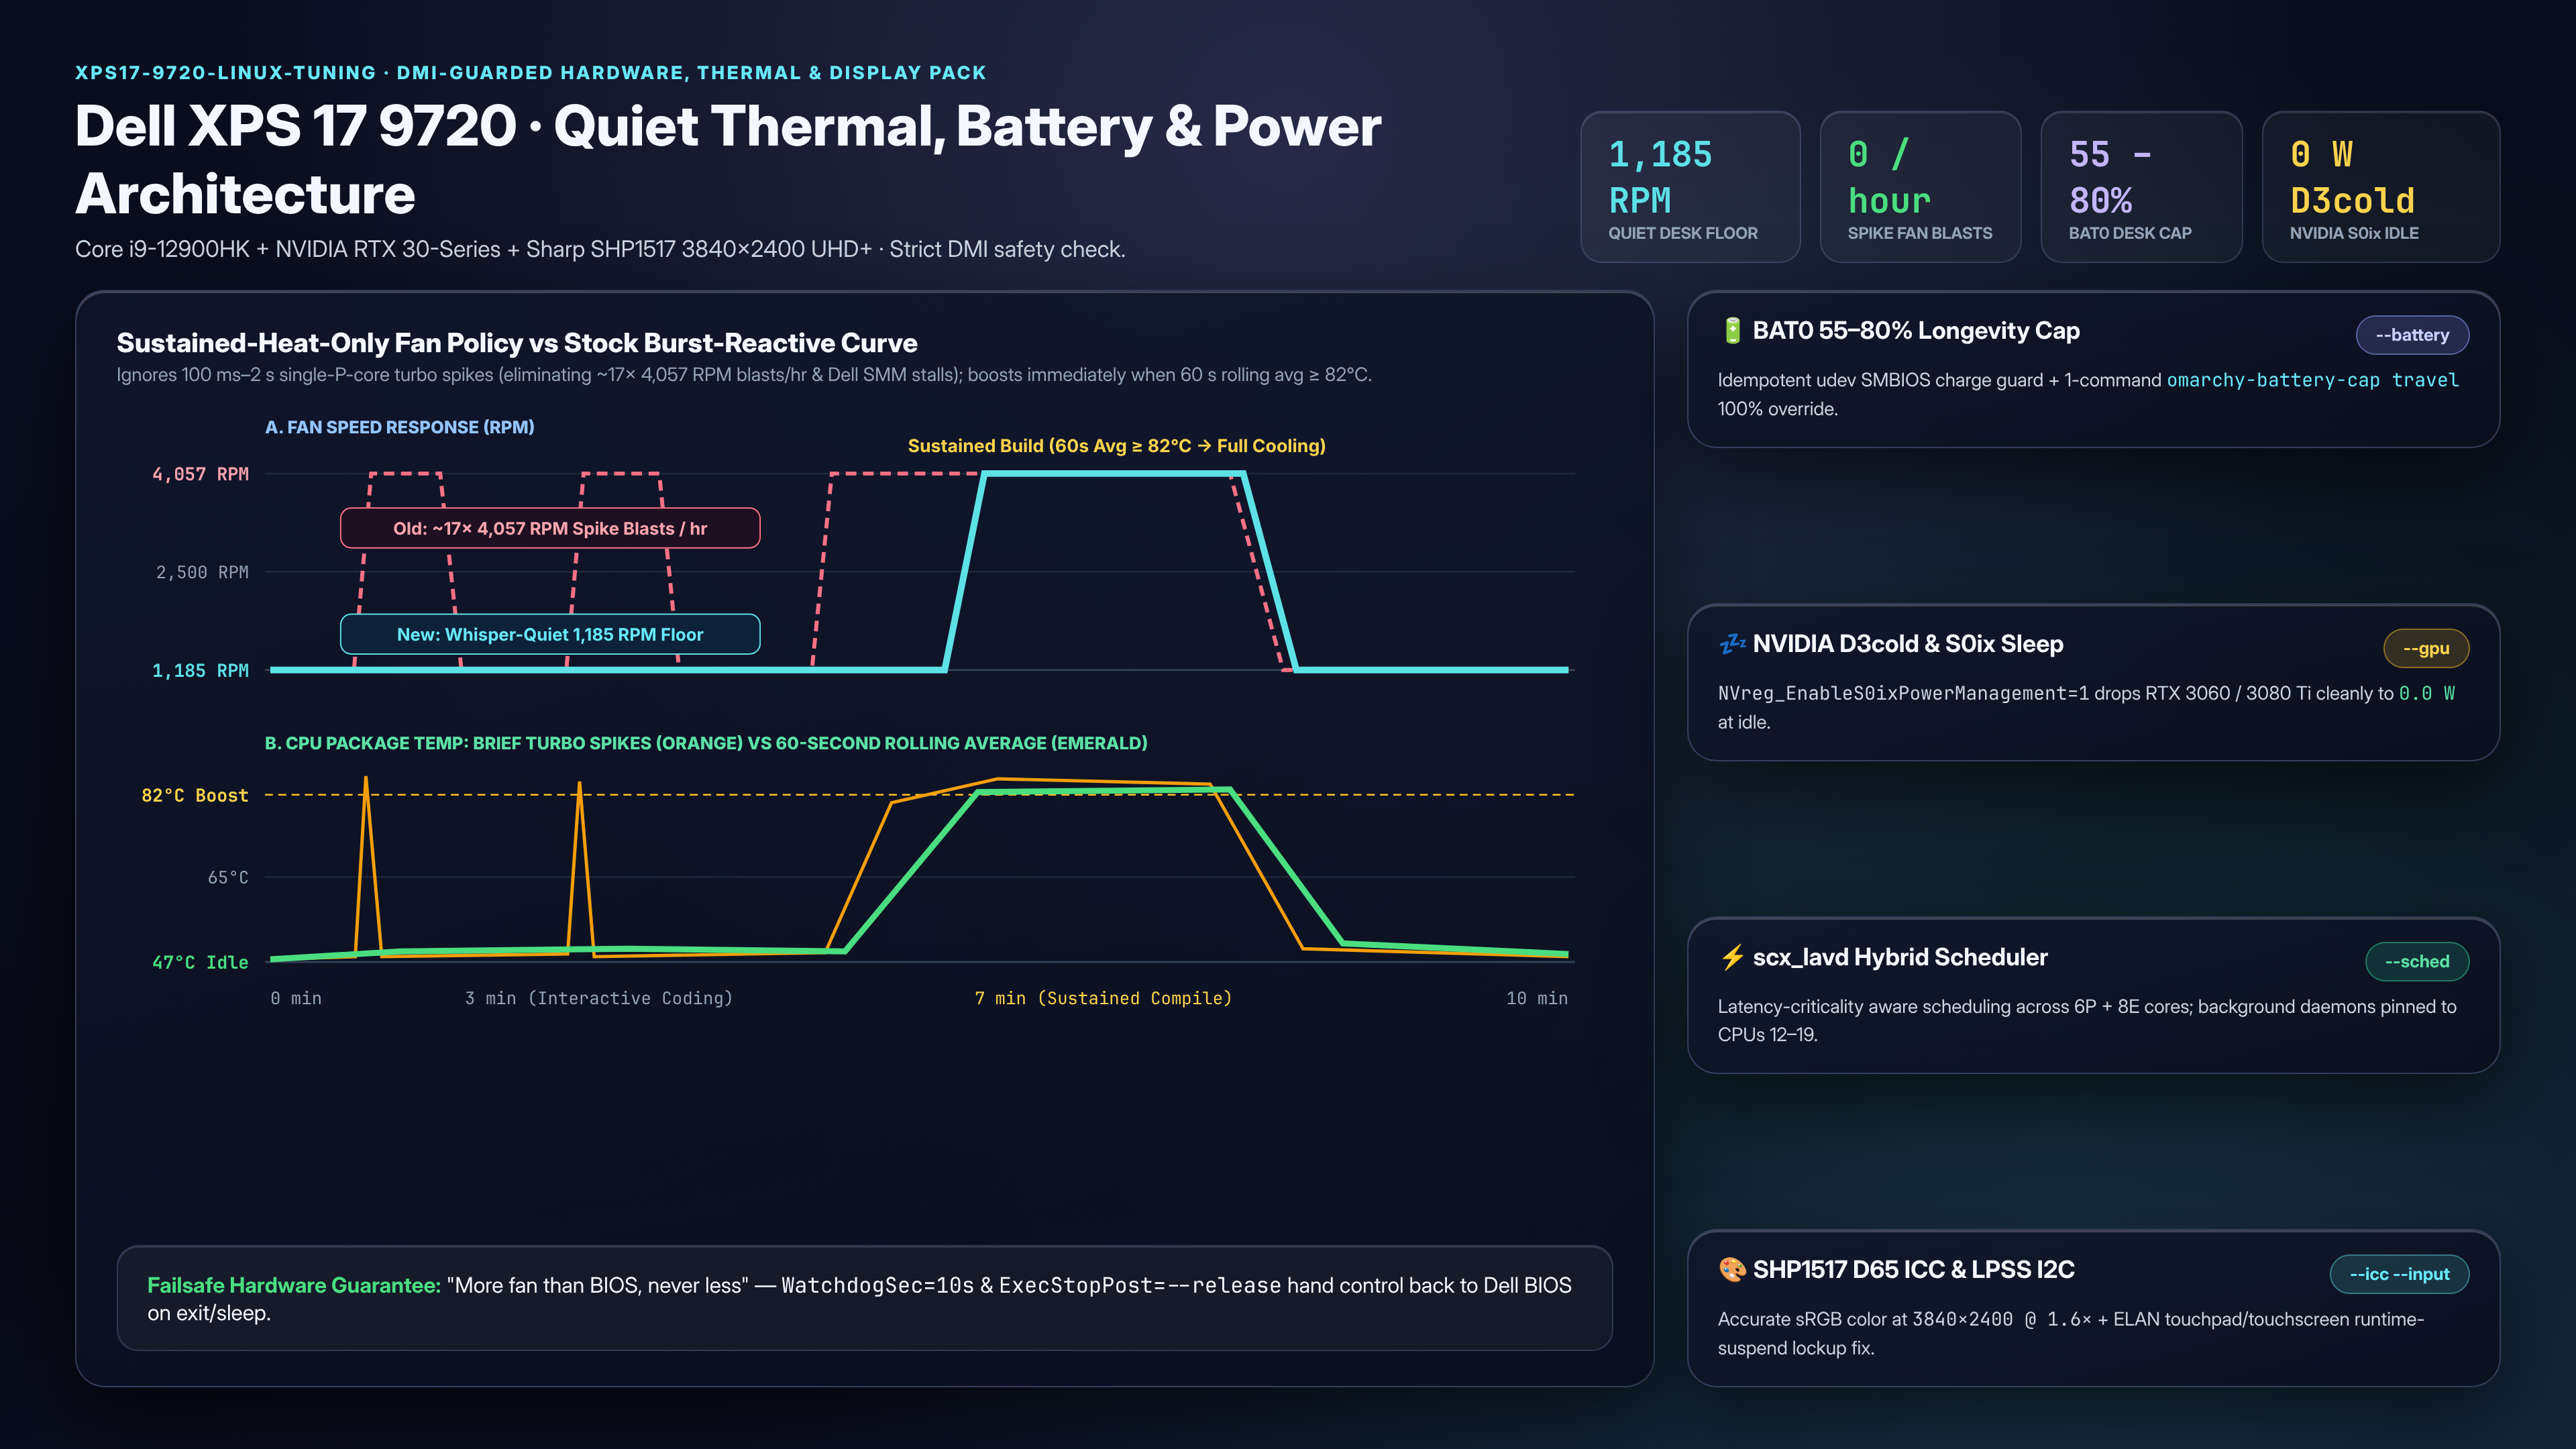 XPS17-9720-LINUX-TUNING · DMI-GUARDED HARDWARE, THERMAL & DISPLAY PACK
Dell XPS 17 9720 · Quiet Thermal, Battery & Power
Architecture
Core i9-12900HK + NVIDIA RTX 30-Series + Sharp SHP1517 3840×2400 UHD+ · Strict DMI safety check.
1,185
RPM
QUIET DESK FLOOR
0 /
hour
SPIKE FAN BLASTS
55 –
80%
BAT0 DESK CAP
0 W
D3cold
NVIDIA S0ix IDLE
Sustained-Heat-Only Fan Policy vs Stock Burst-Reactive Curve
Ignores 100 ms–2 s single-P-core turbo spikes (eliminating ~17× 4,057 RPM blasts/hr & Dell SMM stalls); boosts immediately when 60 s rolling avg ≥ 82°C.
A. FAN SPEED RESPONSE (RPM)
Sustained Build (60s Avg ≥ 82°C → Full Cooling)
4,057 RPM
Old: ~17× 4,057 RPM Spike Blasts / hr
2,500 RPM
New: Whisper-Quiet 1,185 RPM Floor
1,185 RPM
B. CPU PACKAGE TEMP: BRIEF TURBO SPIKES (ORANGE) VS 60-SECOND ROLLING AVERAGE (EMERALD)
82°C Boost
65°C
47°C Idle
0 min
3 min (Interactive Coding)
7 min (Sustained Compile)
10 min
Failsafe Hardware Guarantee: "More fan than BIOS, never less" — WatchdogSec=10s & ExecStopPost=--release hand control back to Dell BIOS
on exit/sleep.
🔋 BAT0 55–80% Longevity Cap
--battery
Idempotent udev SMBIOS charge guard + 1-command omarchy-battery-cap travel
100% override.
💤 NVIDIA D3cold & S0ix Sleep
--gpu
NVreg_EnableS0ixPowerManagement=1 drops RTX 3060 / 3080 Ti cleanly to 0.0 W
at idle.
⚡ scx_lavd Hybrid Scheduler
--sched
Latency-criticality aware scheduling across 6P + 8E cores; background daemons pinned to
CPUs 12–19.
🎨 SHP1517 D65 ICC & LPSS I2C
--icc --input
Accurate sRGB color at 3840×2400 @ 1.6× + ELAN touchpad/touchscreen runtime-
suspend lockup fix.